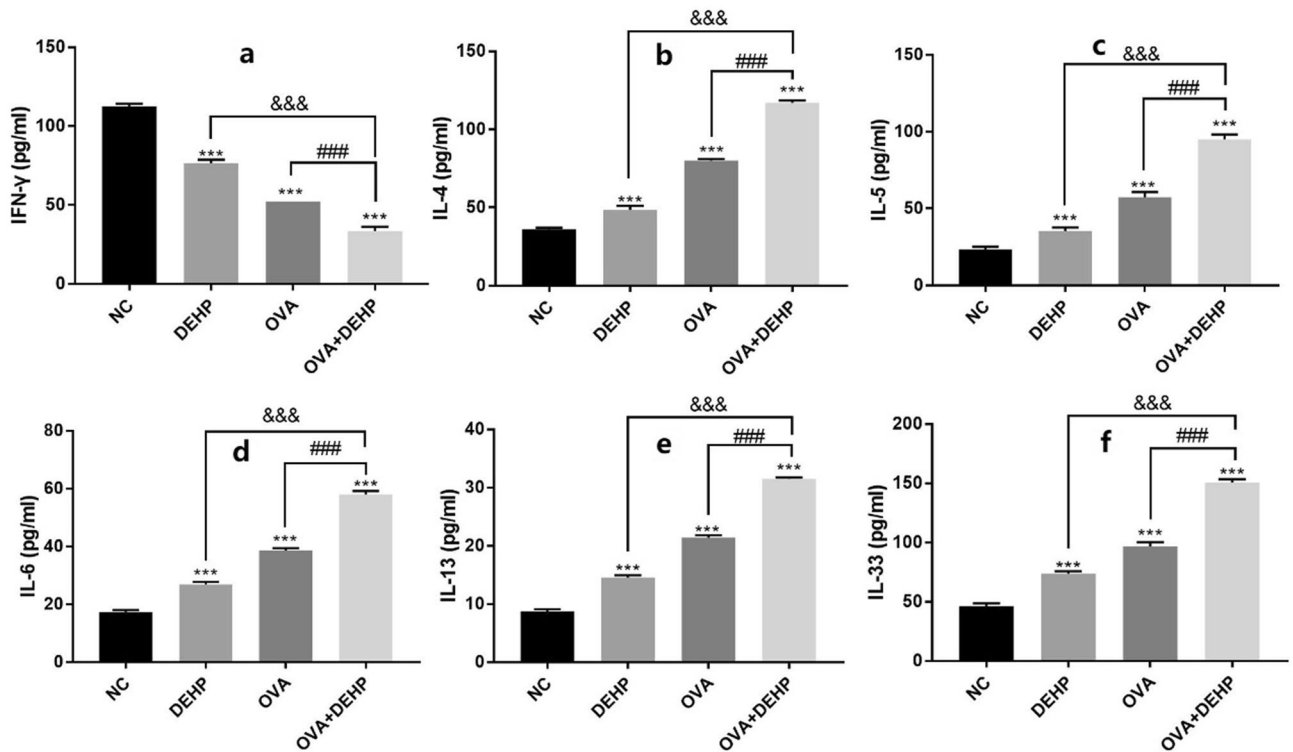 a
IFN-γ (pg/ml)
150
100
50
0
&&&
###
***
***
***
NC
DEHP
OVA
OVA+DEHP
b
IL-4 (pg/ml)
150
100
50
0
&&&
###
***
***
***
NC
DEHP
OVA
OVA+DEHP
c
IL-5 (pg/ml)
150
100
50
0
&&&
###
***
***
***
NC
DEHP
OVA
OVA+DEHP
d
IL-6 (pg/ml)
80
60
40
20
0
&&&
###
***
***
***
NC
DEHP
OVA
OVA+DEHP
e
IL-13 (pg/ml)
40
30
20
10
0
&&&
###
***
***
***
NC
DEHP
OVA
OVA+DEHP
f
IL-33 (pg/ml)
200
150
100
50
0
&&&
###
***
***
***
NC
DEHP
OVA
OVA+DEHP